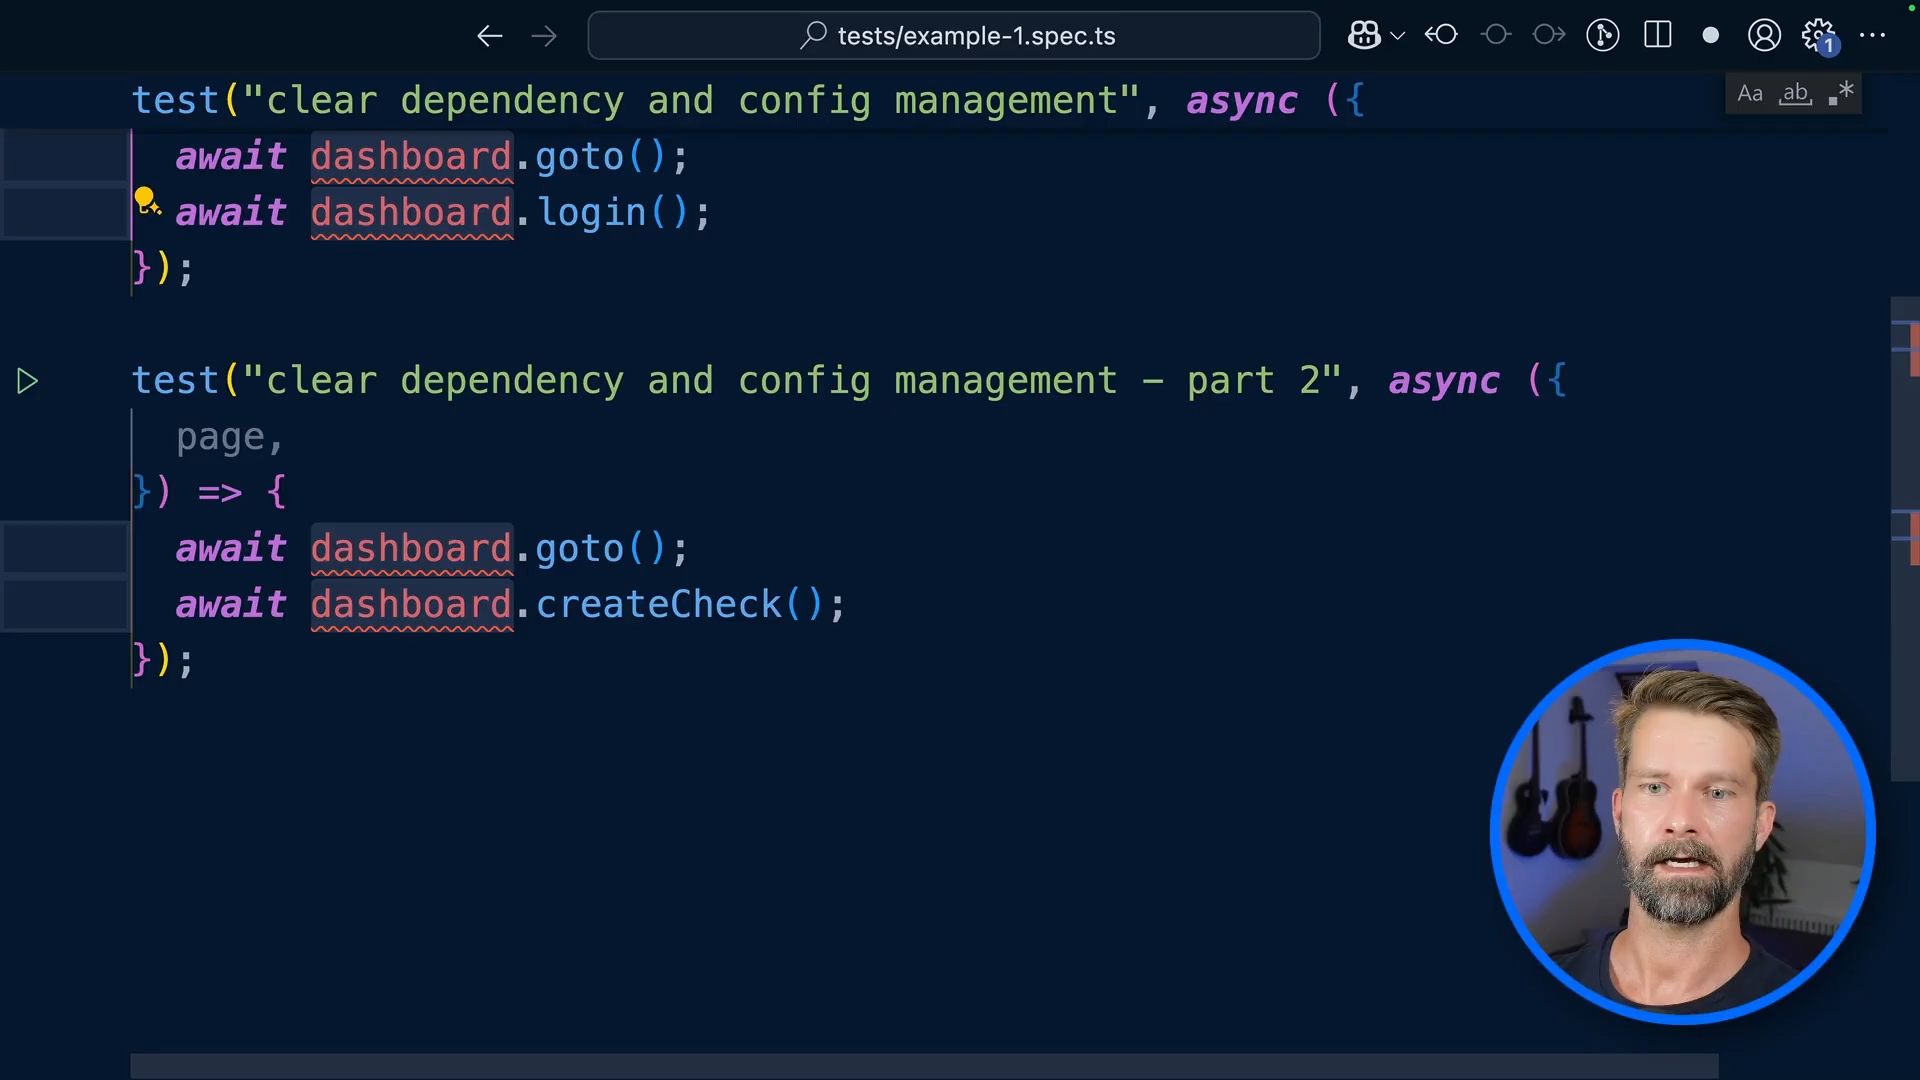 tests/example-1.spec.ts
1
test("clear dependency and config management", async ({
Aa ab .*
await dashboard.goto();
await dashboard.login();
});
test("clear dependency and config management – part 2", async ({
page,
}) => {
await dashboard.goto();
await dashboard.createCheck();
});